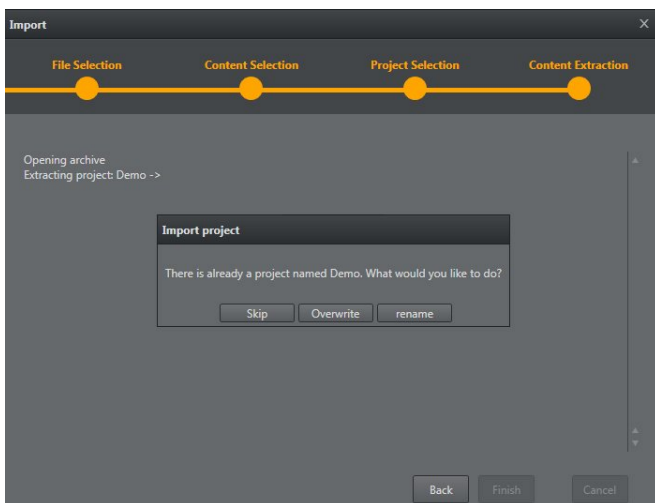 Import
File Selection Content Selection Project Selection Content Extraction
Opening archive
Extracting project: Demo ->
Import project
There is already a project named Demo. What would you like to do?
Skip Overwrite rename
Back Finish Cancel